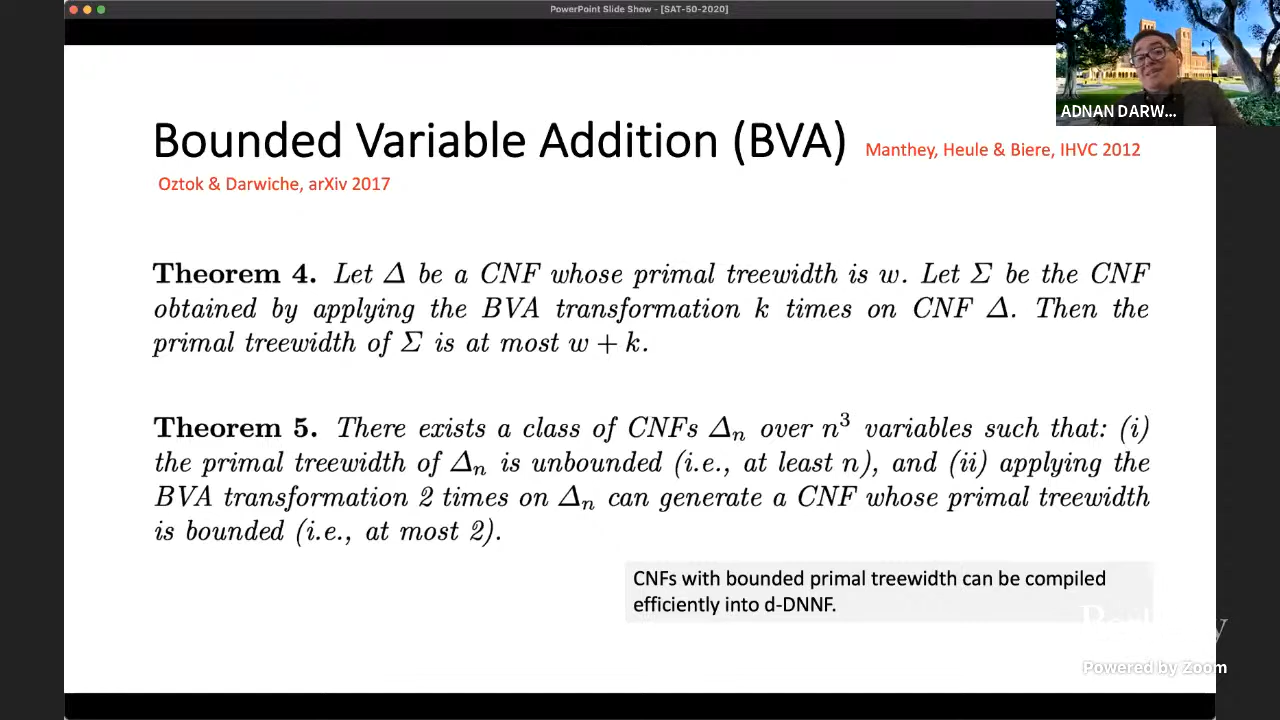 PowerPoint Slide Show - [SAT-50-2020]
ADNAN DARW...
Bounded Variable Addition (BVA) Manthey, Heule & Biere, IHVC 2012
Oztok & Darwiche, arXiv 2017
Theorem 4. Let Δ be a CNF whose primal treewidth is w. Let Σ be the CNF
obtained by applying the BVA transformation k times on CNF Δ. Then the
primal treewidth of Σ is at most w + k.
Theorem 5. There exists a class of CNFs Δₙ over n³ variables such that: (i)
the primal treewidth of Δₙ is unbounded (i.e., at least n), and (ii) applying the
BVA transformation 2 times on Δₙ can generate a CNF whose primal treewidth
is bounded (i.e., at most 2).
CNFs with bounded primal treewidth can be compiled
efficiently into d-DNNF.
Powered by Zoom